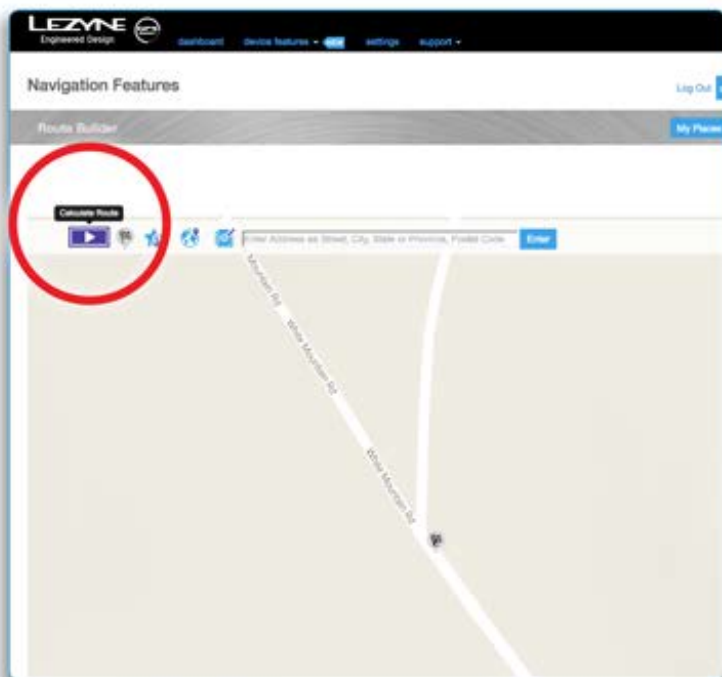 LEZYNE
Engineered Design
dashboard device features NEW settings support
Navigation Features
Log Out
Route Builder
My Places
Calculate Route
Enter Address as Street, City, State or Province, Postal Code
Enter
Mountain Rd
White Mountain Rd
White Mountain Rd